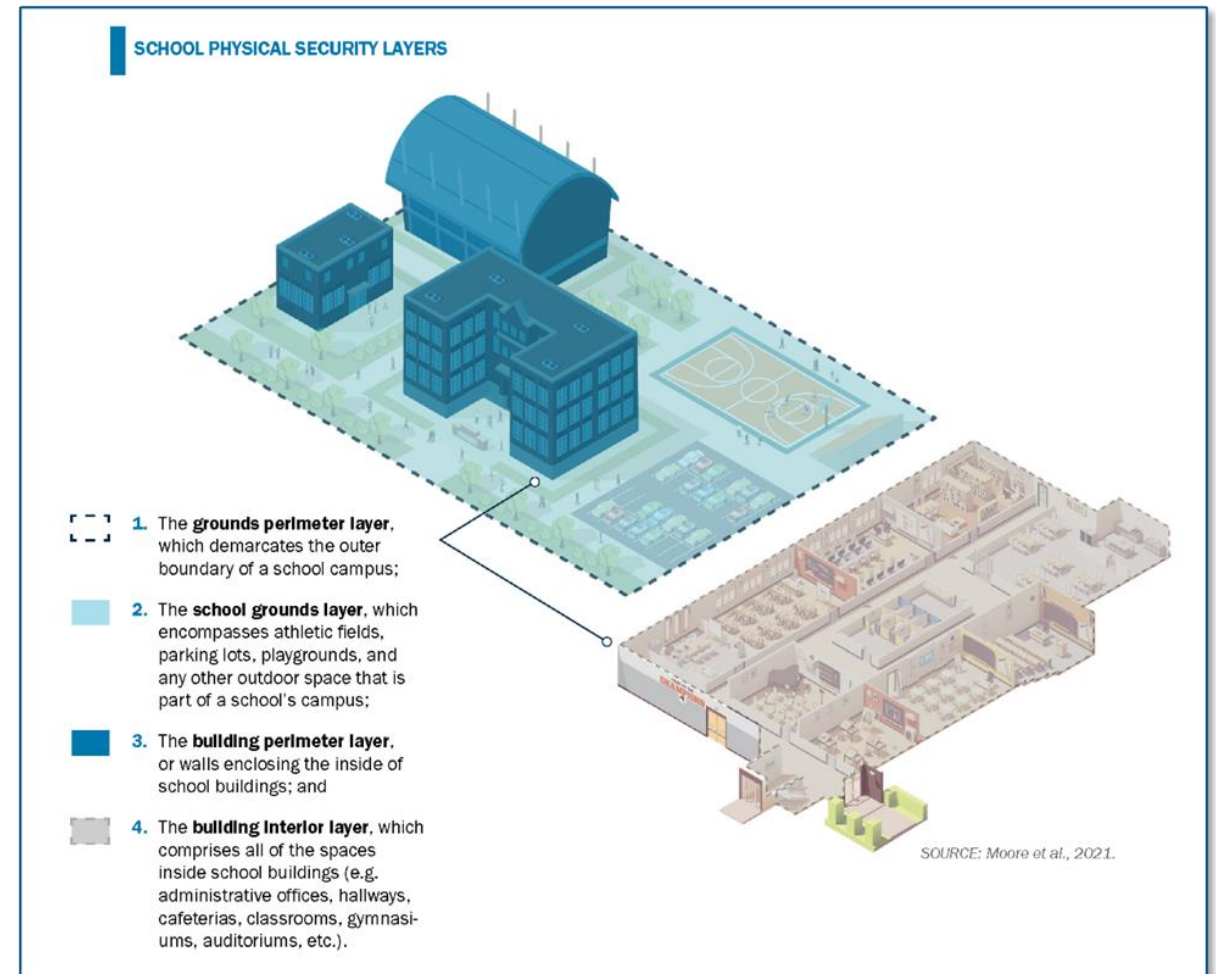 SCHOOL PHYSICAL SECURITY LAYERS
1. The grounds perimeter layer,
which demarcates the outer
boundary of a school campus;
2. The school grounds layer, which
encompasses athletic fields,
parking lots, playgrounds, and
any other outdoor space that is
part of a school's campus;
3. The building perimeter layer,
or walls enclosing the inside of
school buildings; and
4. The building interior layer, which
comprises all of the spaces
inside school buildings (e.g.
administrative offices, hallways,
cafeterias, classrooms, gymnasi-
ums, auditoriums, etc.).
CHAMPIONS
SOURCE: Moore et al., 2021.